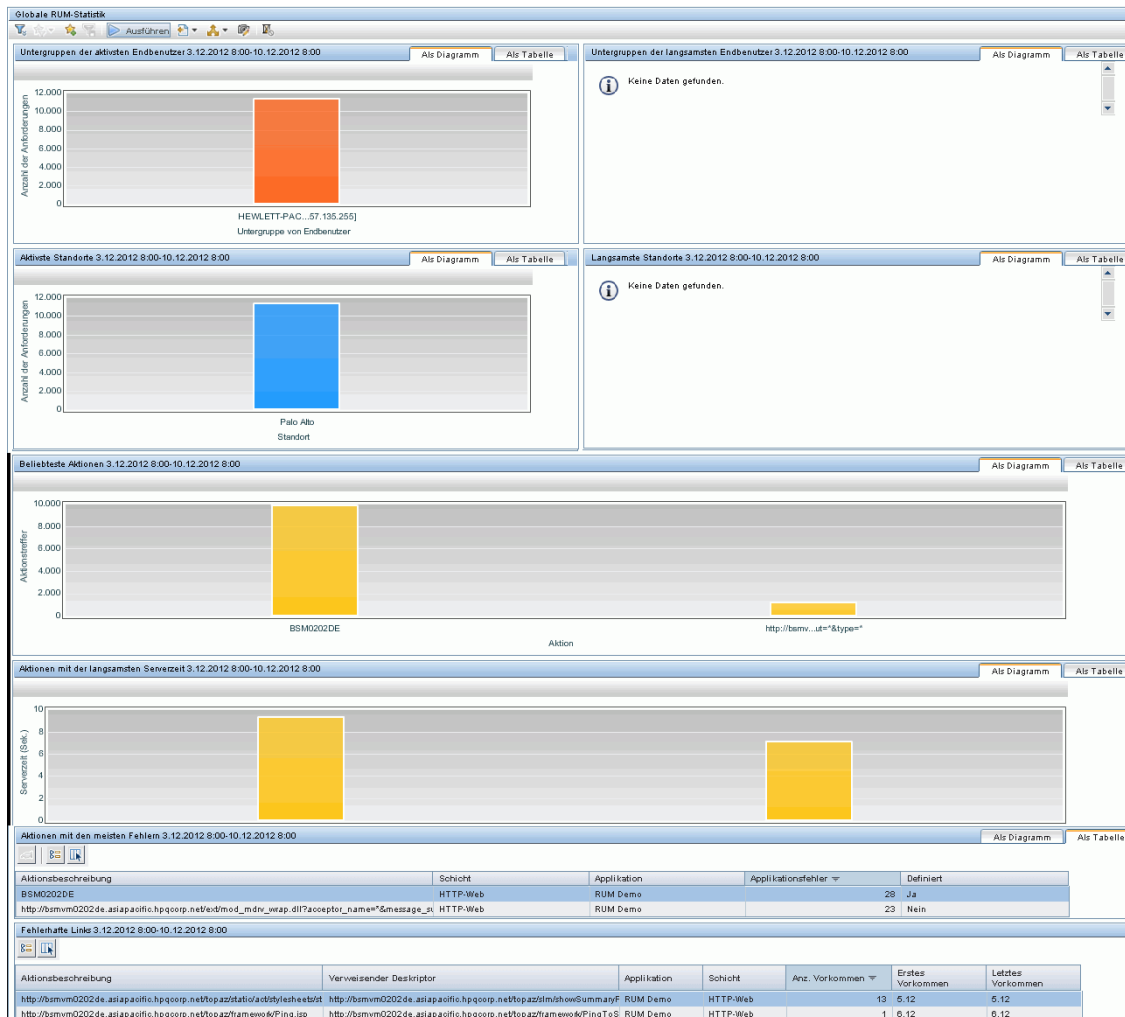 Globale RUM-Statistik
Ausführen
Untergruppen der aktivsten Endbenutzer 3.12.2012 8:00-10.12.2012 8:00
Als Diagramm
Als Tabelle
12.000
10.000
8.000
6.000
4.000
2.000
0
Anzahl der Anforderungen
HEWLETT-PAC...57.135.255]
Untergruppe von Endbenutzer
Untergruppen der langsamsten Endbenutzer 3.12.2012 8:00-10.12.2012 8:00
Als Diagramm
Als Tabelle
Keine Daten gefunden.
Aktivste Standorte 3.12.2012 8:00-10.12.2012 8:00
Als Diagramm
Als Tabelle
12.000
10.000
8.000
6.000
4.000
2.000
0
Anzahl der Anforderungen
Palo Alto
Standort
Langsamste Standorte 3.12.2012 8:00-10.12.2012 8:00
Als Diagramm
Als Tabelle
Keine Daten gefunden.
Beliebteste Aktionen 3.12.2012 8:00-10.12.2012 8:00
Als Diagramm
Als Tabelle
10.000
8.000
6.000
4.000
2.000
0
Aktionstreffer
BSM0202DE
http://bsmv...ut=*&type=*
Aktion
Aktionen mit der langsamsten Serverzeit 3.12.2012 8:00-10.12.2012 8:00
Als Diagramm
Als Tabelle
10
8
6
4
2
0
Serverzeit (Sek.)
Aktionen mit den meisten Fehlern 3.12.2012 8:00-10.12.2012 8:00
Als Diagramm
Als Tabelle
Aktionsbeschreibung Schicht Applikation Applikationsfehler Definiert
BSM0202DE HTTP-Web RUM Demo 28 Ja
http://bsmvm0202de.asiapacific.hpqcorp.net/ext/mod_mdrv_wrap.dll?acceptor_name=*&message_su HTTP-Web RUM Demo 23 Nein
Fehlerhafte Links 3.12.2012 8:00-10.12.2012 8:00
Aktionsbeschreibung Verweisender Deskriptor Applikation Schicht Anz. Vorkommen Erstes Vorkommen Letztes Vorkommen
http://bsmvm0202de.asiapacific.hpqcorp.net/topaz/static/act/stylesheets/st http://bsmvm0202de.asiapacific.hpqcorp.net/topaz/slm/showSummaryF RUM Demo HTTP-Web 13 5.12 5.12
http://bsmvm0202de.asiapacific.hpqcorp.net/topaz/framework/Ping.jsp http://bsmvm0202de.asiapacific.hpqcorp.net/topaz/framework/PingToS RUM Demo HTTP-Web 1 6.12 6.12